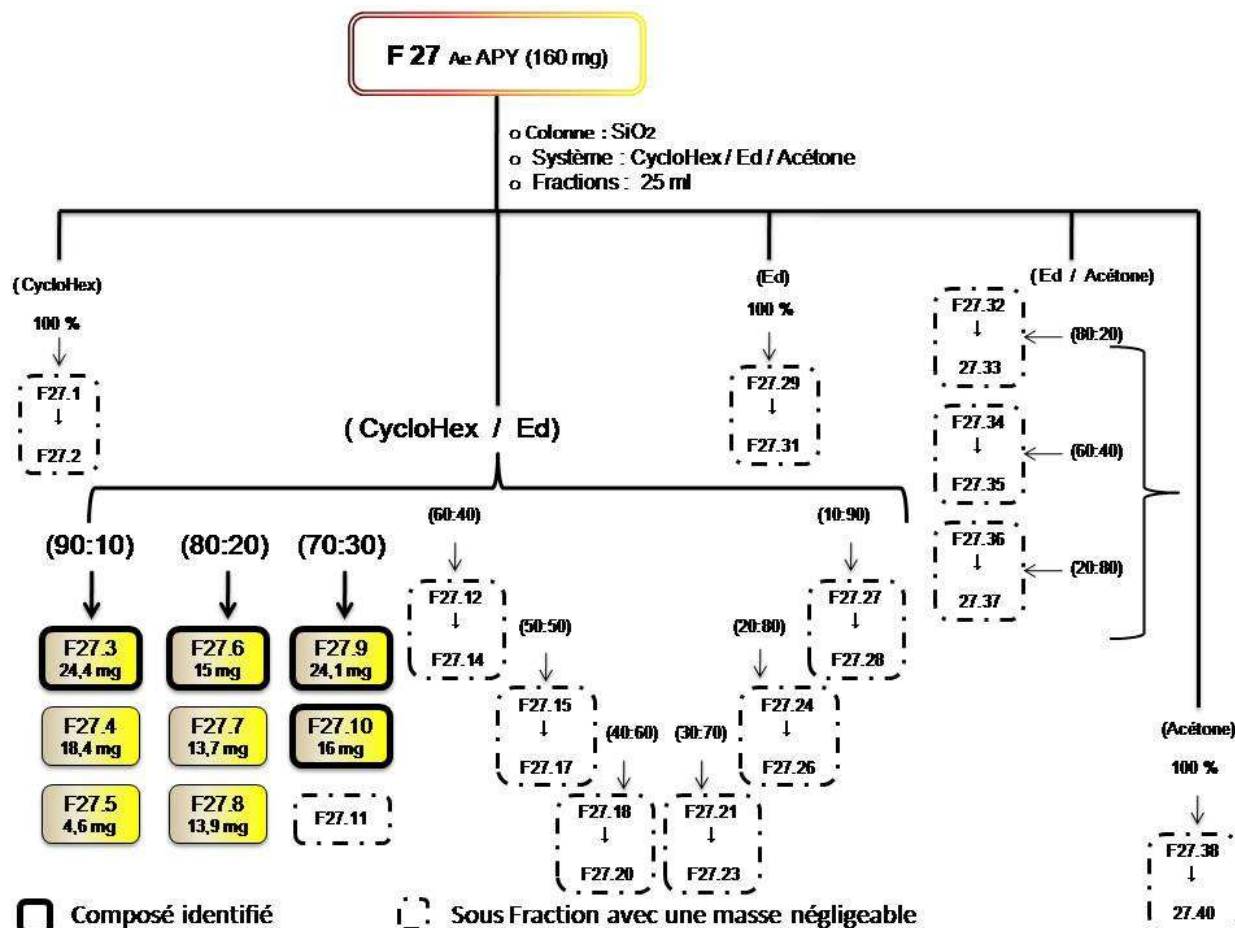 F 27 Ae APY (160 mg)
o Colonne : SiO2
o Système : CycloHex / Ed / Acétone
o Fractions : 25 ml
( CycloHex)
100 %
F27.1
↓
F27.2
( CycloHex / Ed)
(Ed)
100 %
F27.29
↓
F27.31
( Ed / Acétone)
F27.32
↓
27.33
(80:20)
F27.34
↓
F27.35
(60:40)
F27.36
↓
27.37
(20:80)
(90:10)
F27.3
24,4 mg
F27.4
18,4 mg
F27.5
4,6 mg
(80:20)
F27.6
15 mg
F27.7
13,7 mg
F27.8
13,9 mg
(70:30)
F27.9
24,1 mg
F27.10
16 mg
F27.11
(60:40)
F27.12
↓
F27.14
(50:50)
F27.15
↓
F27.17
(40:60)
F27.18
↓
F27.20
(30:70)
F27.21
↓
F27.23
(20:80)
F27.24
↓
F27.26
(10:90)
F27.27
↓
F27.28
(Acétone)
100 %
F27.38
↓
27.40
Composé identifié
Sous Fraction avec une masse négligeable